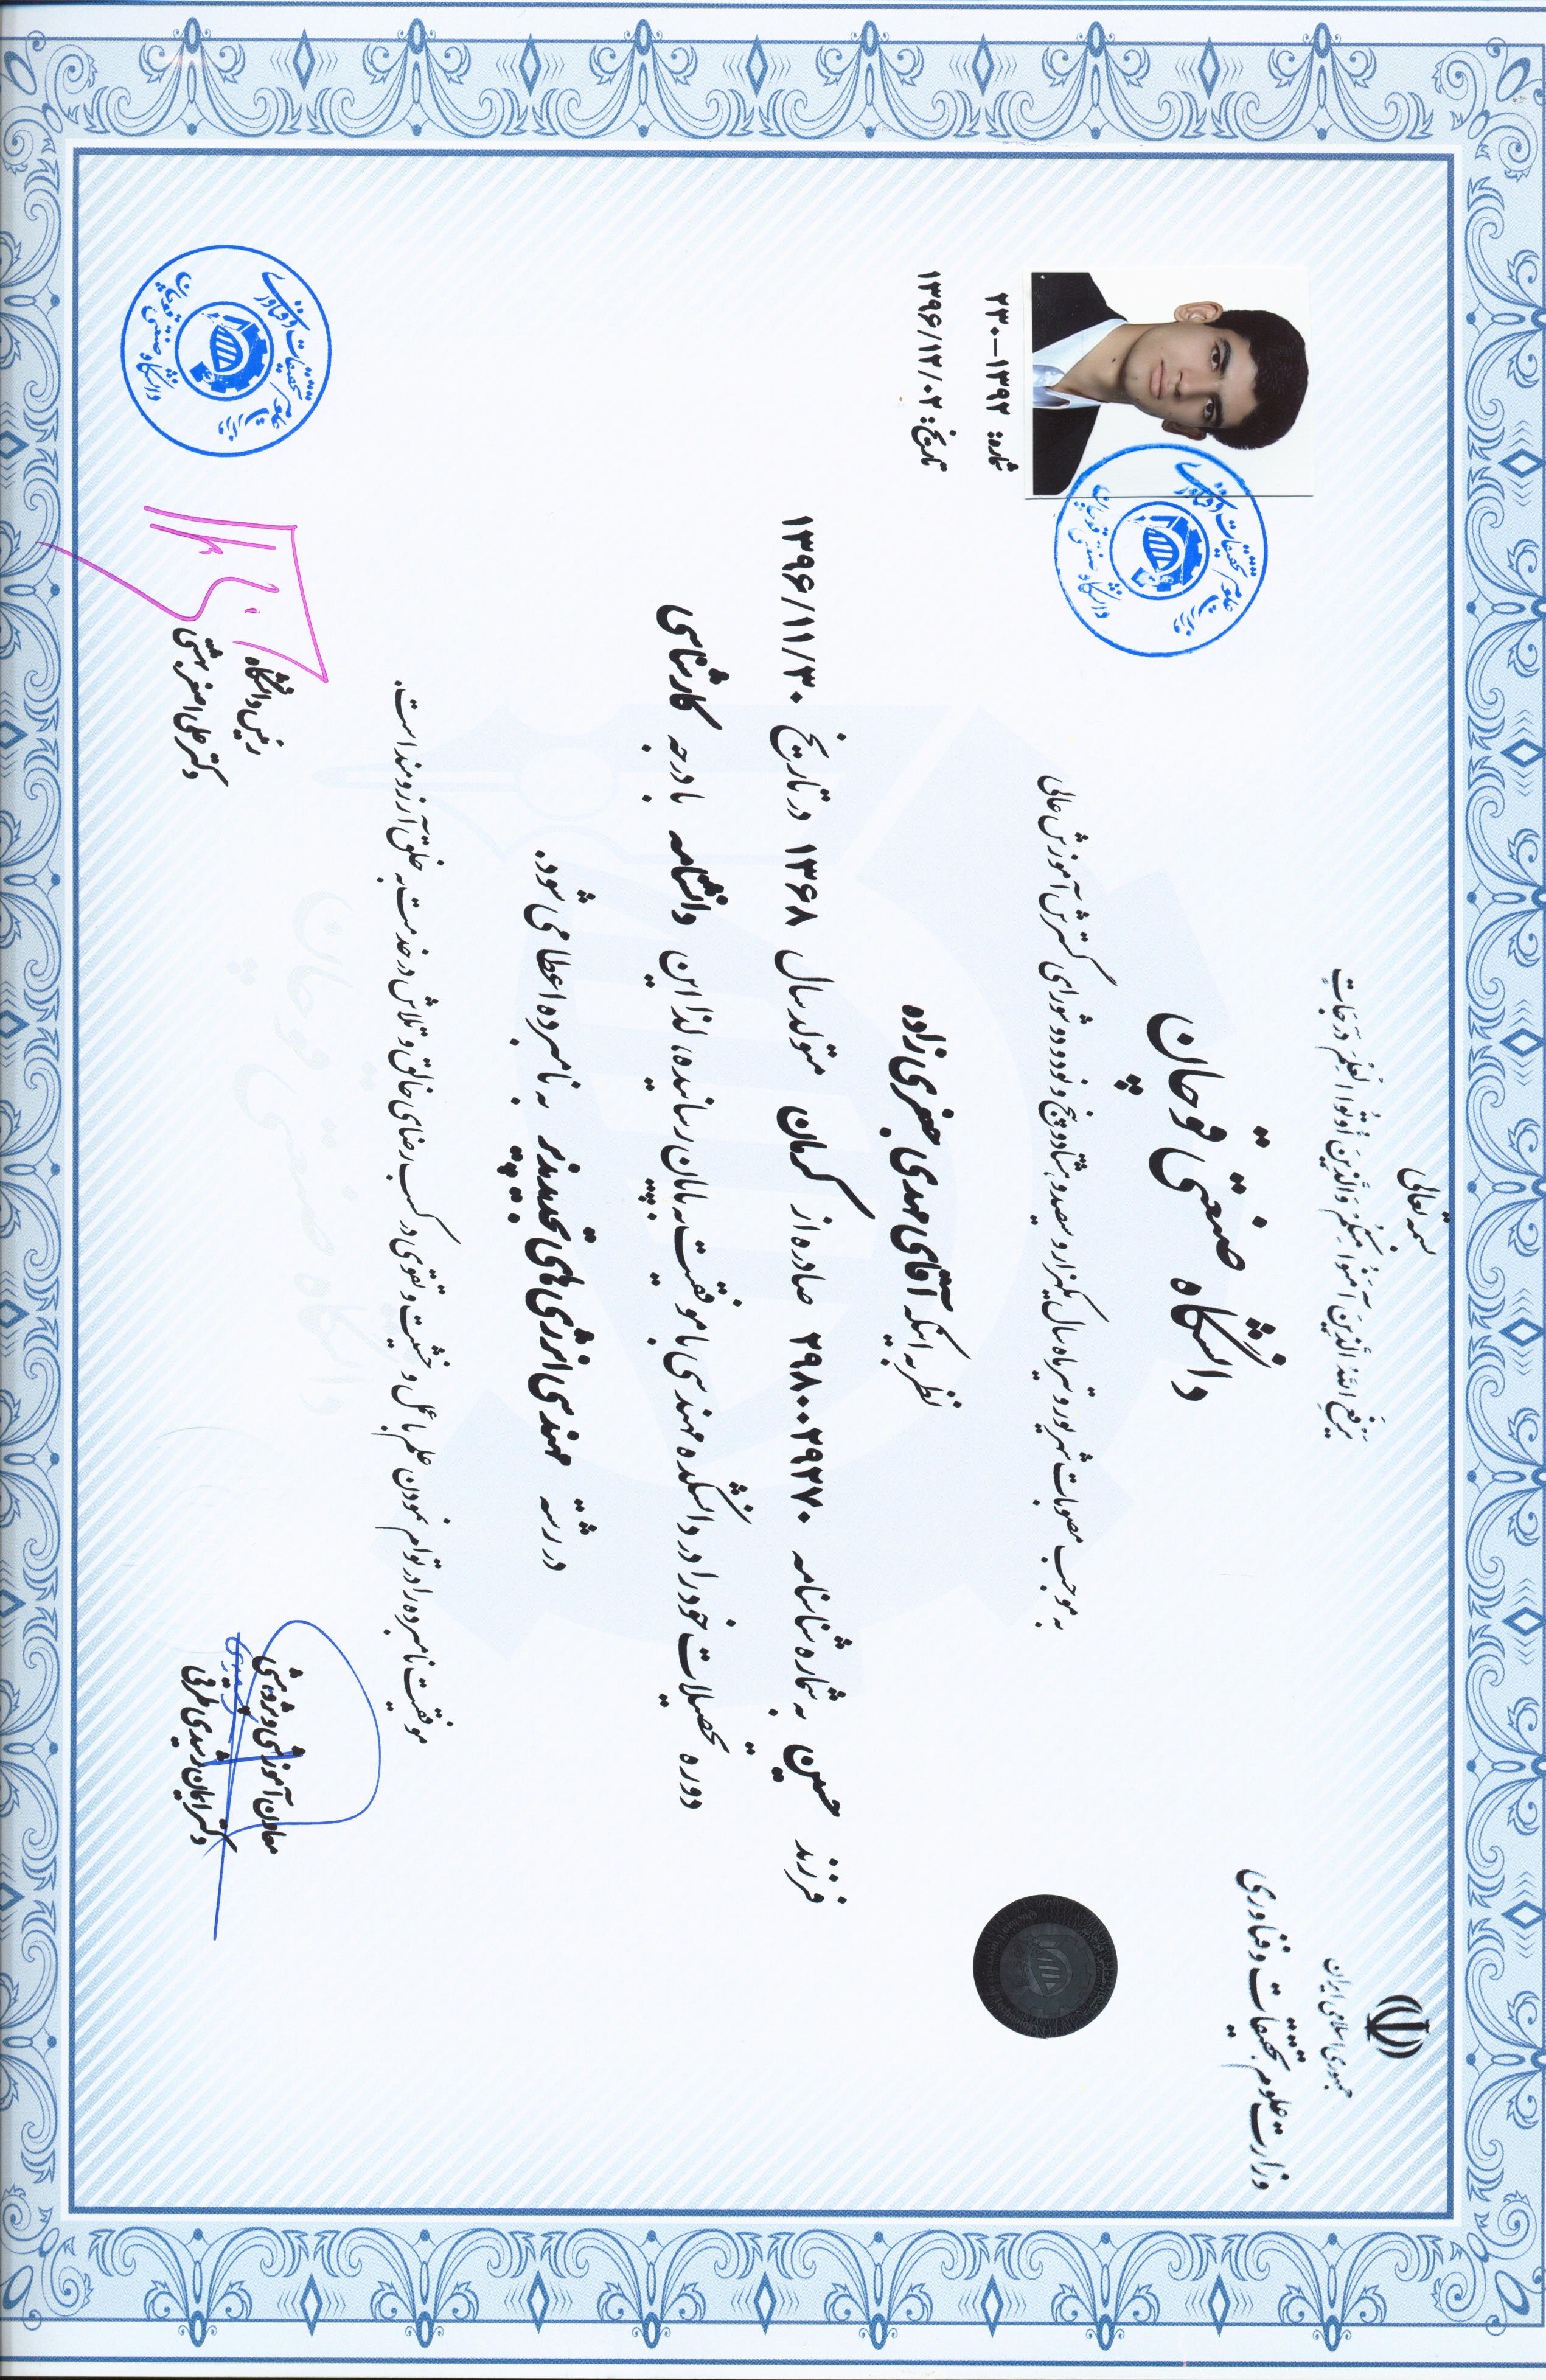 بسمه تعالی
یَرْفَعِ اللهُ الَّذِینَ آمَنُوا مِنْکُمْ وَالَّذِینَ أُوتُوا الْعِلْمَ دَرَجَاتٍ
جمهوری اسلامی ایران
وزارت علوم تحقیقات و فناوری
دانشگاه صنعتی قوچان
وزارت علوم تحقیقات و فناوری
دانشگاه صنعتی قوچان
به موجب مصوبات شهریور و تیر ماه سال یکهزار و سیصد و هشتاد و پنج و نود و دو شورای گسترش آموزش عالی
شماره: ۱۳۹۲-۲۳۰
تاریخ: ۱۳۹۶/۱۲/۰۲
نظر به اینکه آقای مهدی جعفری زاده
فرزند حسین به شماره شناسنامه ۲۹۸۰۰۲۹۲۷۰ صادره از کرمان متولد سال ۱۳۶۸ در تاریخ ۱۳۹۶/۱۱/۳۰
دوره تحصیلات خود را در دانشکده مهندسی با موفقیت به پایان رسانیده، لذا این دانشنامه با درجه کارشناسی
در رشته مهندسی انرژی های تجدیدپذیر به نامبرده اعطا می شود.
موفقیت نامبرده را در توام نمودن علم با عمل و خشیت و تقوی در کسب رضای خالق و تلاش در خدمت به خلق آرزومند است.
دانشگاه صنعتی قوچان
معاون آموزشی و پژوهشی
دکتر ایمان رشیدی طرقی
رئیس دانشگاه
دکتر علی اصغر بهشتی
وزارت علوم تحقیقات و فناوری
دانشگاه صنعتی قوچان